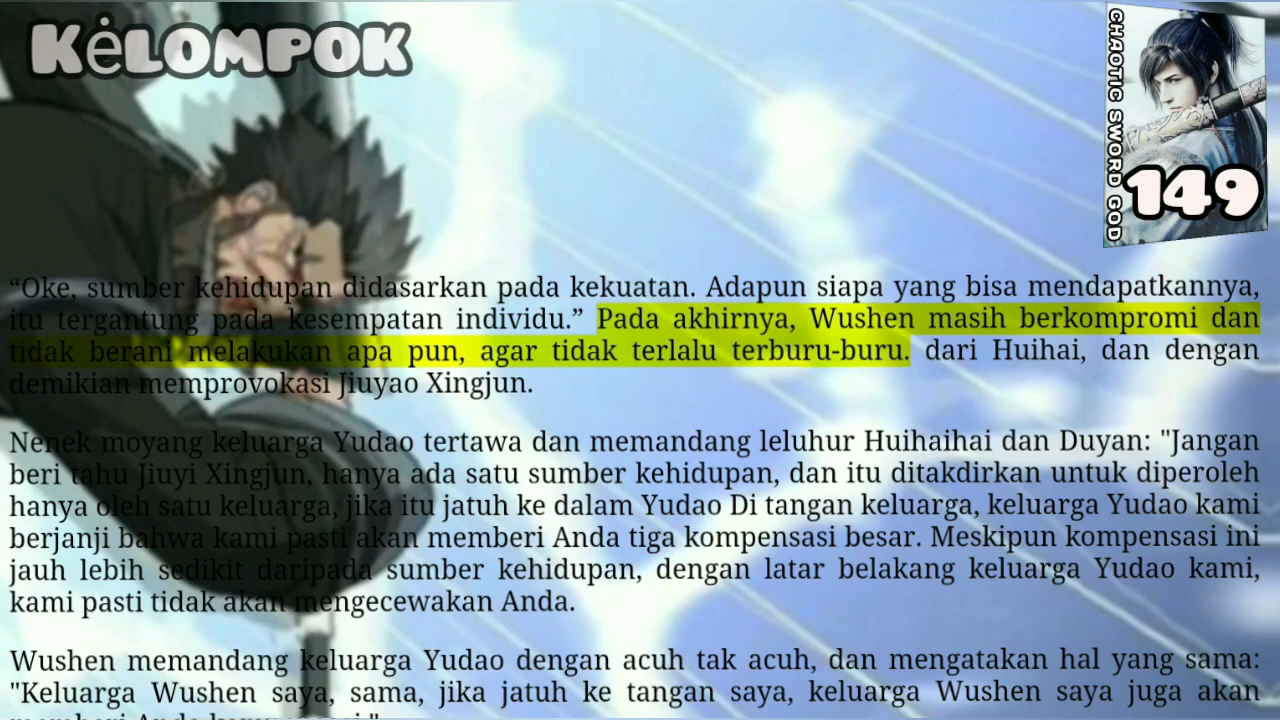 KėLOMPOK
CHAOTIC SWORD GOD
149
“Oke, sumber kehidupan didasarkan pada kekuatan. Adapun siapa yang bisa mendapatkannya,
itu tergantung pada kesempatan individu.” Pada akhirnya, Wushen masih berkompromi dan
tidak berani melakukan apa pun, agar tidak terlalu terburu-buru. dari Huihai, dan dengan
demikian memprovokasi Jiuyao Xingjun.
Nenek moyang keluarga Yudao tertawa dan memandang leluhur Huihaihai dan Duyan: "Jangan
beri tahu Jiuyi Xingjun, hanya ada satu sumber kehidupan, dan itu ditakdirkan untuk diperoleh
hanya oleh satu keluarga, jika itu jatuh ke dalam Yudao Di tangan keluarga, keluarga Yudao kami
berjanji bahwa kami pasti akan memberi Anda tiga kompensasi besar. Meskipun kompensasi ini
jauh lebih sedikit daripada sumber kehidupan, dengan latar belakang keluarga Yudao kami,
kami pasti tidak akan mengecewakan Anda.
Wushen memandang keluarga Yudao dengan acuh tak acuh, dan mengatakan hal yang sama:
"Keluarga Wushen saya, sama, jika jatuh ke tangan saya, keluarga Wushen saya juga akan